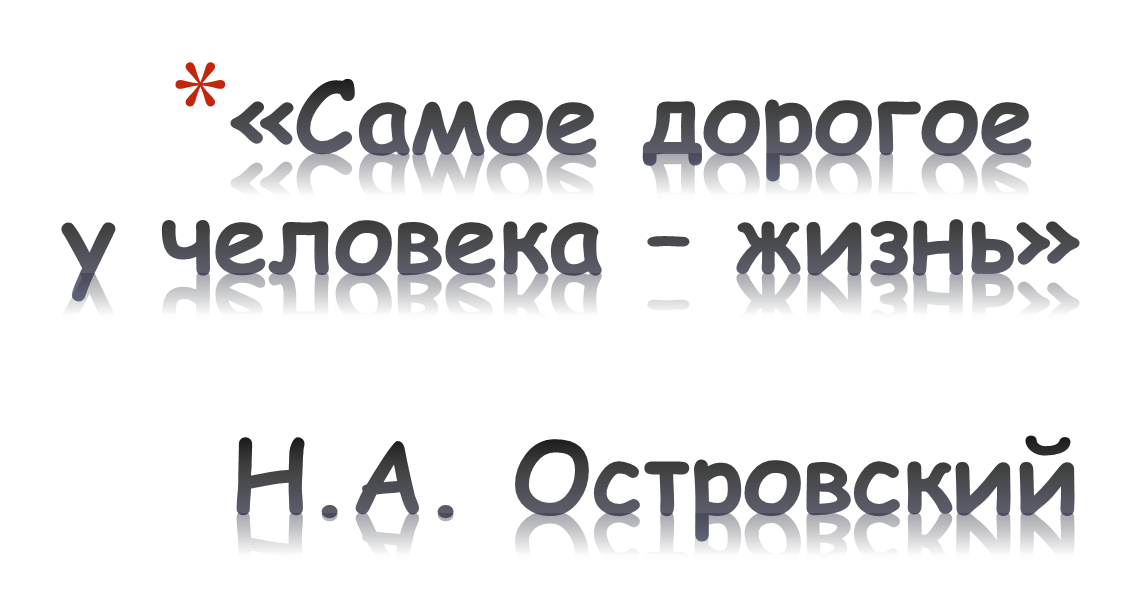 *«Самое дорогое
у человека – жизнь»
Н.А. Островский